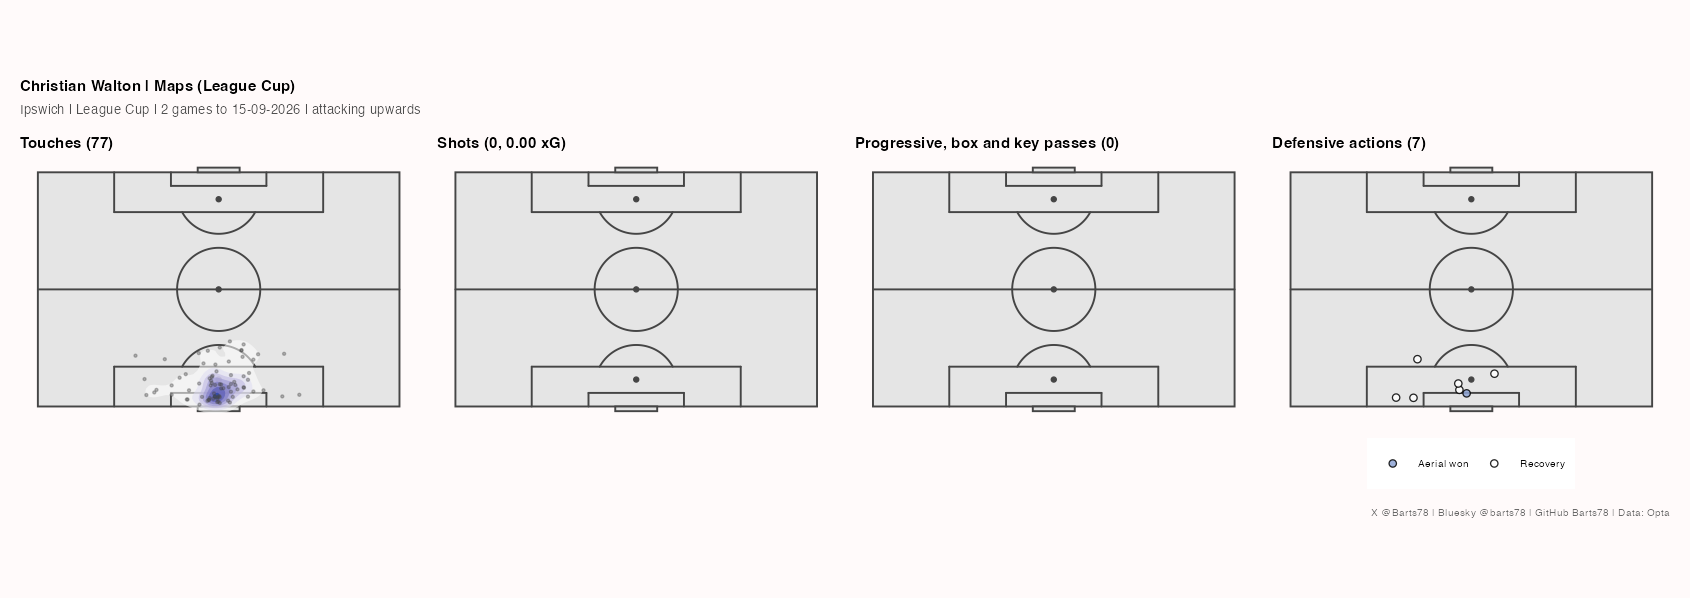 Christian Walton | Maps (League Cup)
Ipswich | League Cup | 2 games to 15-09-2026 | attacking upwards
Touches (77)
Shots (0, 0.00 xG)
Progressive, box and key passes (0)
Defensive actions (7)
Aerial won
Recovery
X @Barts78 | Bluesky @barts78 | GitHub Barts78 | Data: Opta